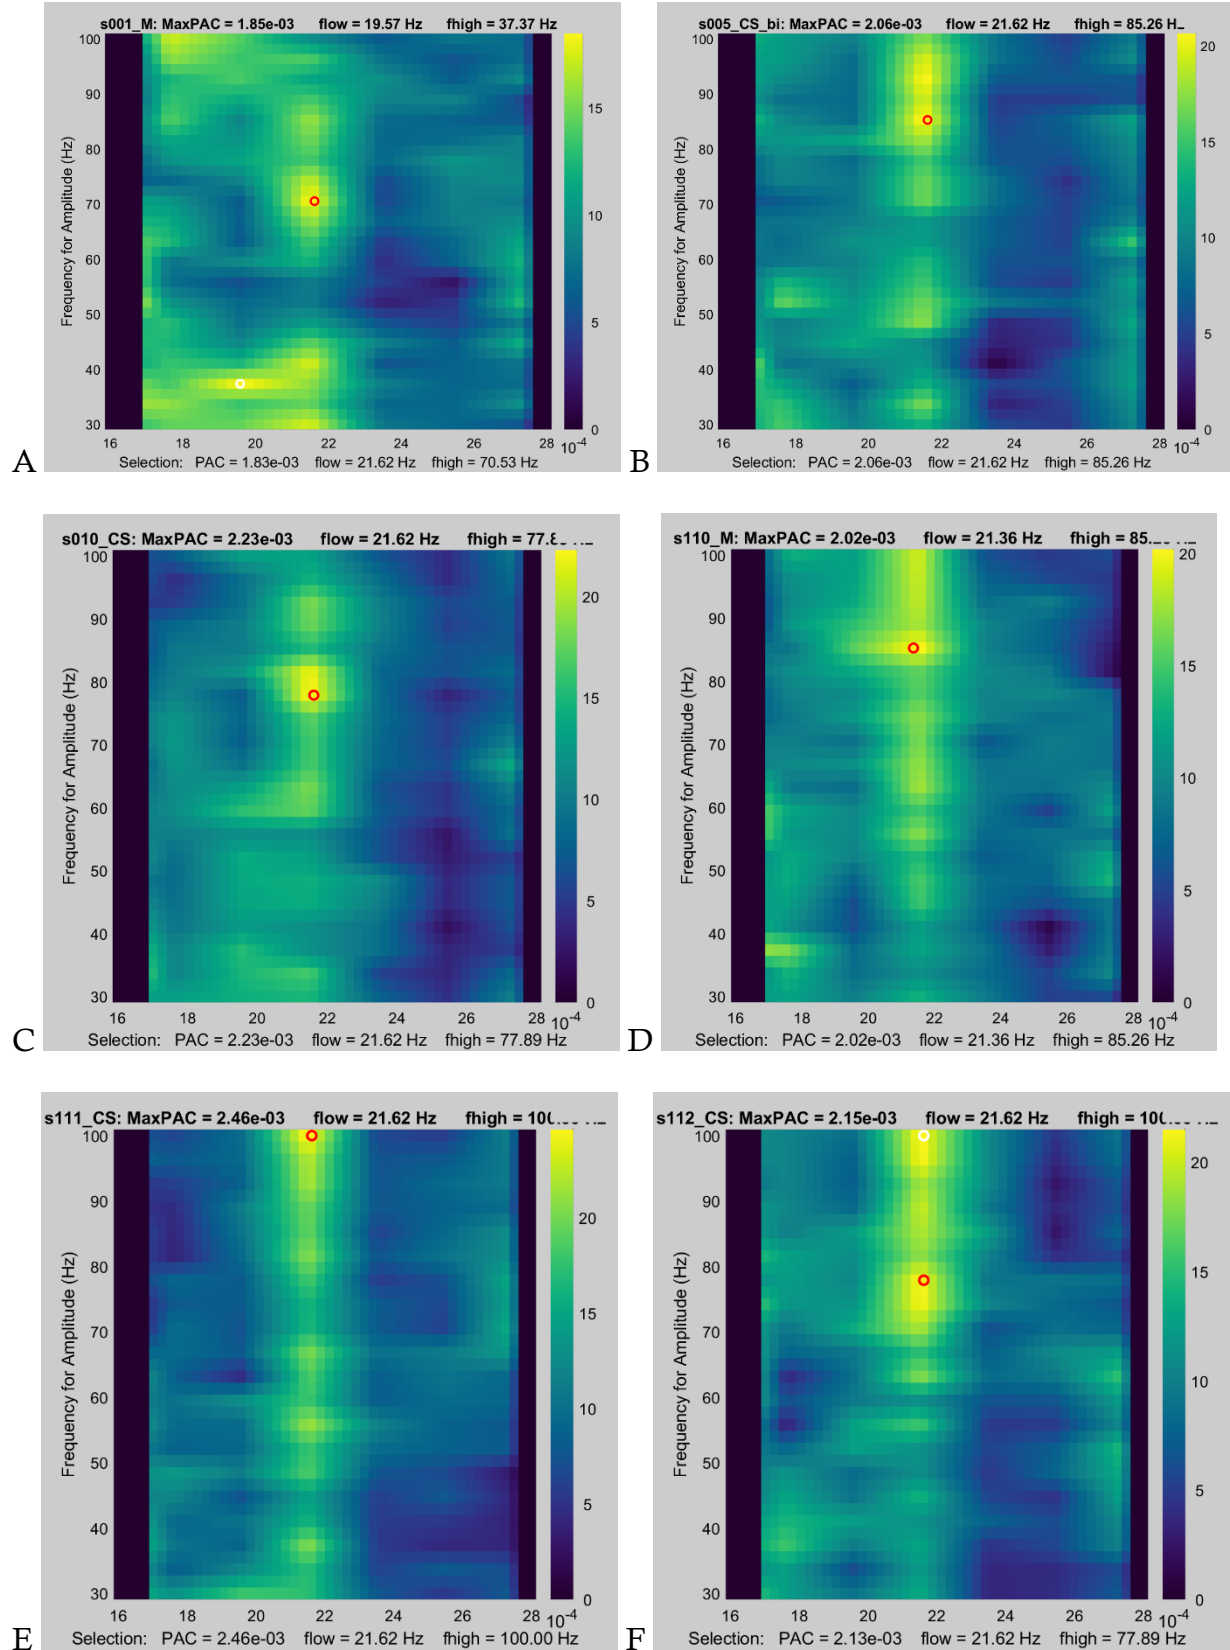 s001_M: MaxPAC = 1.85e-03 flow = 19.57 Hz fhigh = 37.37 Hz
100
90
80
70
60
50
40
30
Frequency for Amplitude (Hz)
15
10
5
0
16 18 20 22 24 26 28 10⁻⁴
Selection: PAC = 1.83e-03 flow = 21.62 Hz fhigh = 70.53 Hz
A
s005_CS_bi: MaxPAC = 2.06e-03 flow = 21.62 Hz fhigh = 85.26 H
100
90
80
70
60
50
40
30
Frequency for Amplitude (Hz)
20
15
10
5
0
16 18 20 22 24 26 28 10⁻⁴
Selection: PAC = 2.06e-03 flow = 21.62 Hz fhigh = 85.26 Hz
B
s010_CS: MaxPAC = 2.23e-03 flow = 21.62 Hz fhigh =
100
90
80
70
60
50
40
30
Frequency for Amplitude (Hz)
20
15
10
5
0
16 18 20 22 24 26 28 10⁻⁴
Selection: PAC = 2.23e-03 flow = 21.62 Hz fhigh = 77.89 Hz
C
s110_M: MaxPAC = 2.02e-03 flow = 21.36 Hz fhigh =
100
90
80
70
60
50
40
30
Frequency for Amplitude (Hz)
20
15
10
5
0
16 18 20 22 24 26 28 10⁻⁴
Selection: PAC = 2.02e-03 flow = 21.36 Hz fhigh = 85.26 Hz
D
s111_CS: MaxPAC = 2.46e-03 flow = 21.62 Hz fhigh =
100
90
80
70
60
50
40
30
Frequency for Amplitude (Hz)
20
15
10
5
0
16 18 20 22 24 26 28 10⁻⁴
Selection: PAC = 2.46e-03 flow = 21.62 Hz fhigh = 100.00 Hz
E
s112_CS: MaxPAC = 2.15e-03 flow = 21.62 Hz fhigh =
100
90
80
70
60
50
40
30
Frequency for Amplitude (Hz)
20
15
10
5
0
16 18 20 22 24 26 28 10⁻⁴
Selection: PAC = 2.13e-03 flow = 21.62 Hz fhigh = 77.89 Hz
F